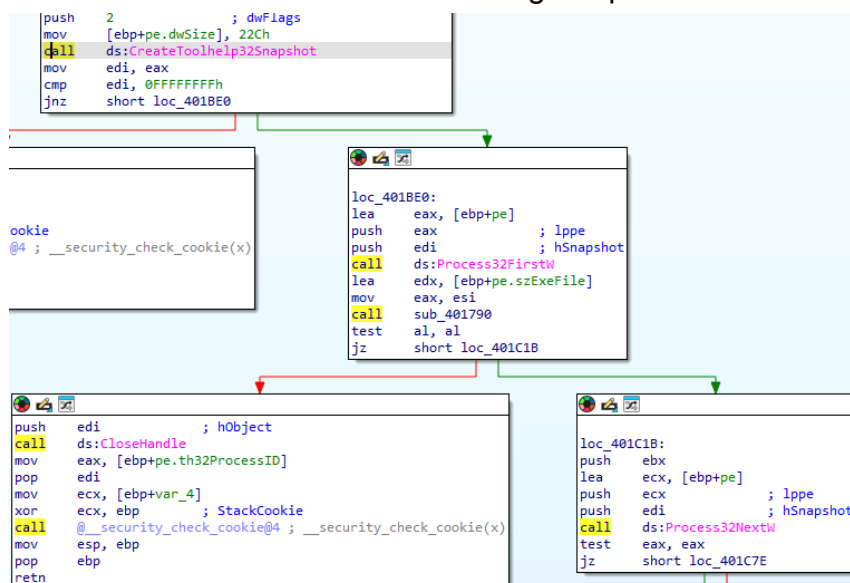 push 2 ; dwFlags
mov [ebp+pe.dwSize], 22Ch
call ds:CreateToolhelp32Snapshot
mov edi, eax
cmp edi, 0FFFFFFFFh
jnz short loc_401BE0
ookie
@4 ; __security_check_cookie(x)
loc_401BE0:
lea eax, [ebp+pe]
push eax ; lppe
push edi ; hSnapshot
call ds:Process32FirstW
lea edx, [ebp+pe.szExeFile]
mov eax, esi
call sub_401790
test al, al
jz short loc_401C1B
push edi ; hObject
call ds:CloseHandle
mov eax, [ebp+pe.th32ProcessID]
pop edi
mov ecx, [ebp+var_4]
xor ecx, ebp ; StackCookie
call @__security_check_cookie@4 ; __security_check_cookie(x)
mov esp, ebp
pop ebp
retn
loc_401C1B:
push ebx
lea ecx, [ebp+pe]
push ecx ; lppe
push edi ; hSnapshot
call ds:Process32NextW
test eax, eax
jz short loc_401C7E